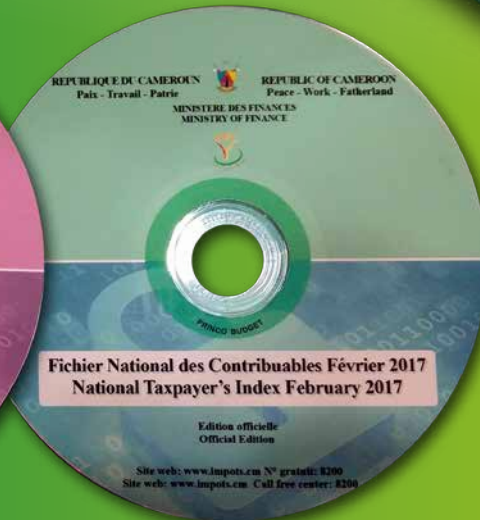 REPUBLIQUE DU CAMEROUN
Paix - Travail - Patrie
REPUBLIC OF CAMEROON
Peace - Work - Fatherland
MINISTERE DES FINANCES
MINISTRY OF FINANCE
PRINCO BUDGET
Fichier National des Contribuables Février 2017
National Taxpayer's Index February 2017
Edition officielle
Official Edition
Site web: www.impots.cm N° gratuit: 8200
Site web: www.impots.cm Call free center: 8200